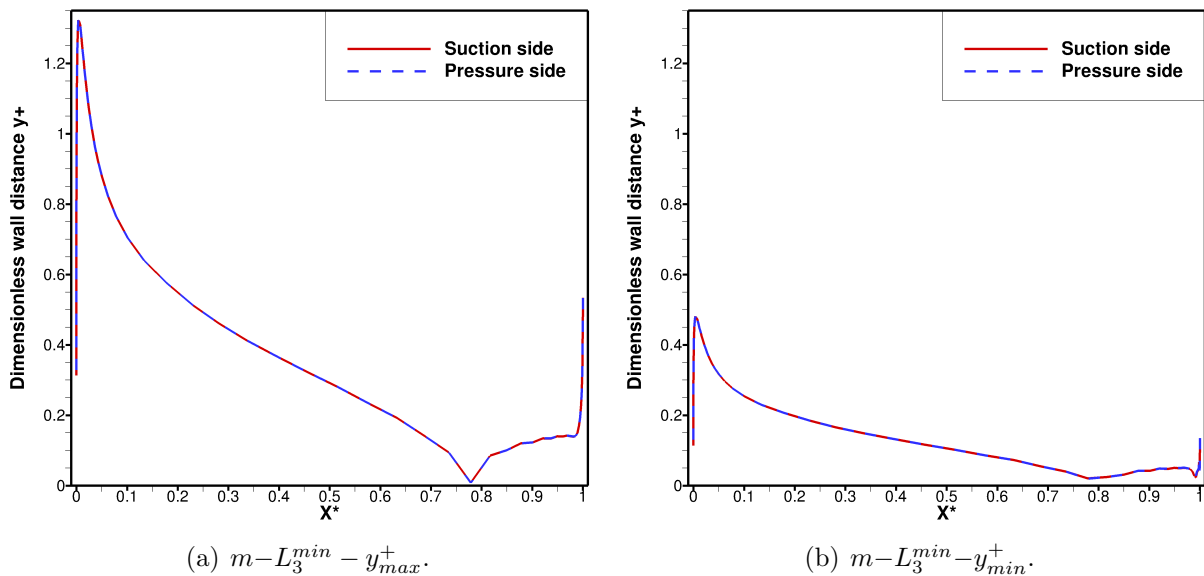 Suction side
Pressure side
Dimensionless wall distance y+
1.2
1
0.8
0.6
0.4
0.2
0
0 0.1 0.2 0.3 0.4 0.5 0.6 0.7 0.8 0.9 1
X*
(a) m−L₃ᵐⁱⁿ − y⁺ₘₐₓ.
Suction side
Pressure side
Dimensionless wall distance y+
1.2
1
0.8
0.6
0.4
0.2
0
0 0.1 0.2 0.3 0.4 0.5 0.6 0.7 0.8 0.9 1
X*
(b) m−L₃ᵐⁱⁿ−y⁺ₘᵢₙ.